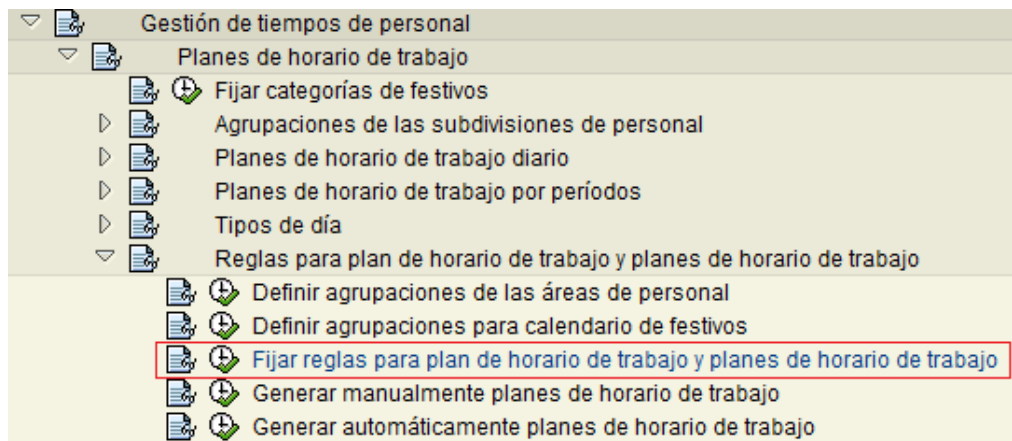 Gestión de tiempos de personal
Planes de horario de trabajo
Fijar categorías de festivos
Agrupaciones de las subdivisiones de personal
Planes de horario de trabajo diario
Planes de horario de trabajo por períodos
Tipos de día
Reglas para plan de horario de trabajo y planes de horario de trabajo
Definir agrupaciones de las áreas de personal
Definir agrupaciones para calendario de festivos
Fijar reglas para plan de horario de trabajo y planes de horario de trabajo
Generar manualmente planes de horario de trabajo
Generar automáticamente planes de horario de trabajo